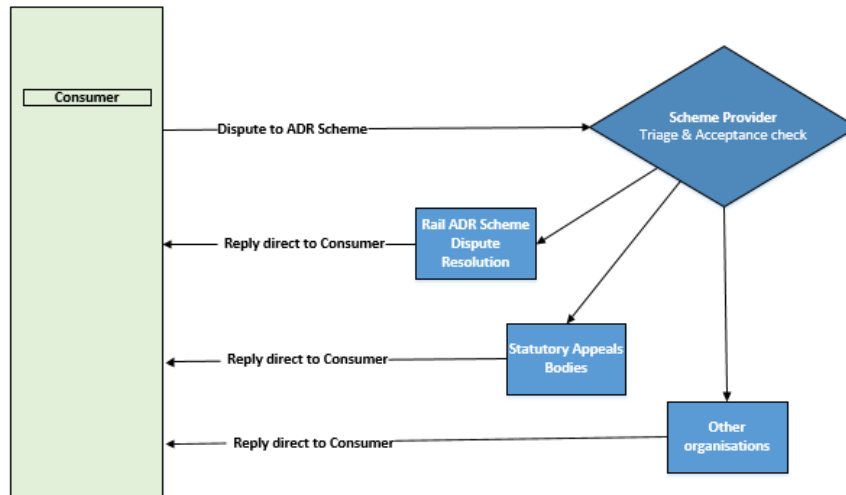 Consumer
Dispute to ADR Scheme
Scheme Provider
Triage & Acceptance check
Rail ADR Scheme
Dispute
Resolution
Reply direct to Consumer
Statutory Appeals
Bodies
Reply direct to Consumer
Other
organisations
Reply direct to Consumer